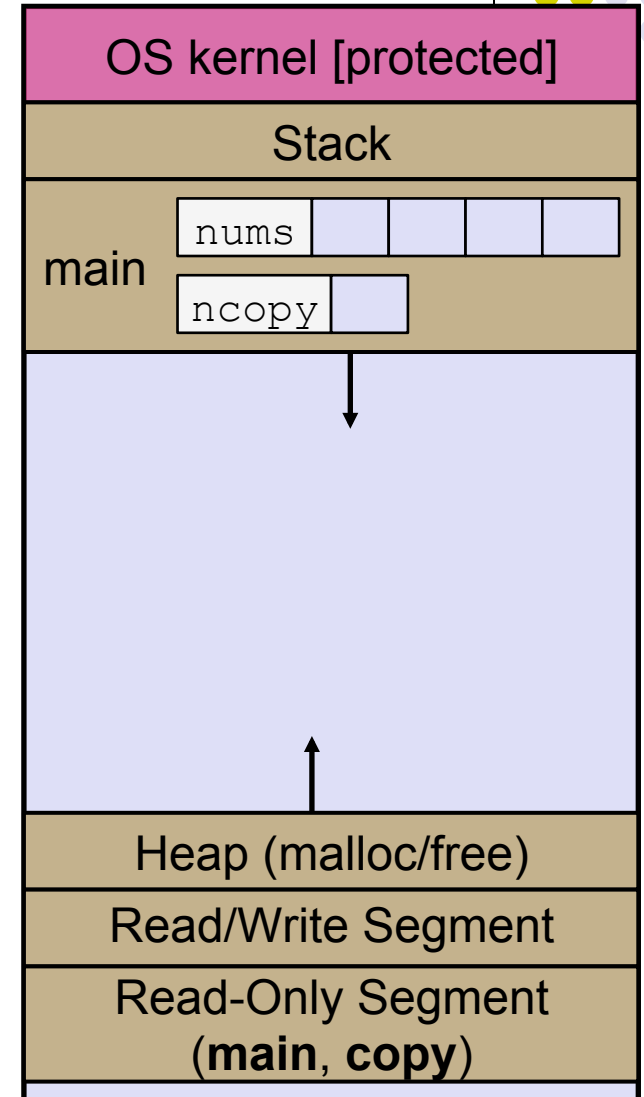 OS kernel [protected]
Stack
main
nums
ncopy
Heap (malloc/free)
Read/Write Segment
Read-Only Segment
(main, copy)